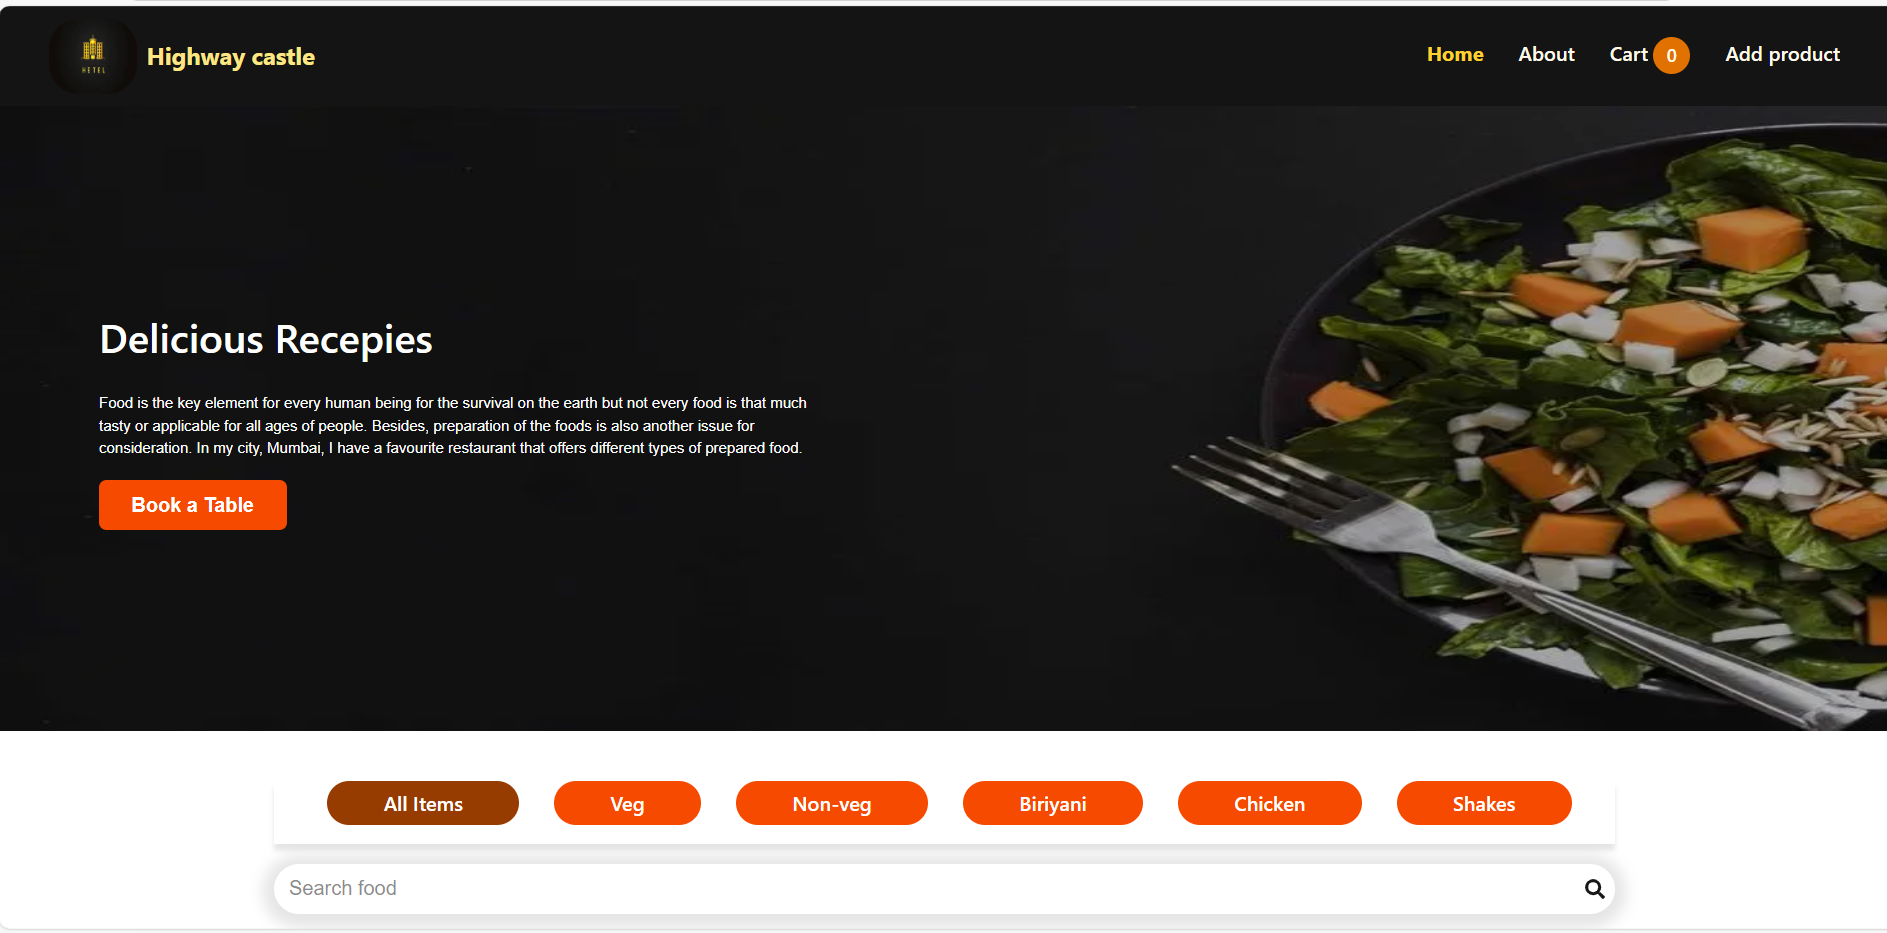 HETEL
Highway castle
Home
About
Cart 0
Add product
Delicious Recepies
Food is the key element for every human being for the survival on the earth but not every food is that much
tasty or applicable for all ages of people. Besides, preparation of the foods is also another issue for
consideration. In my city, Mumbai, I have a favourite restaurant that offers different types of prepared food.
Book a Table
All Items
Veg
Non-veg
Biriyani
Chicken
Shakes
Search food